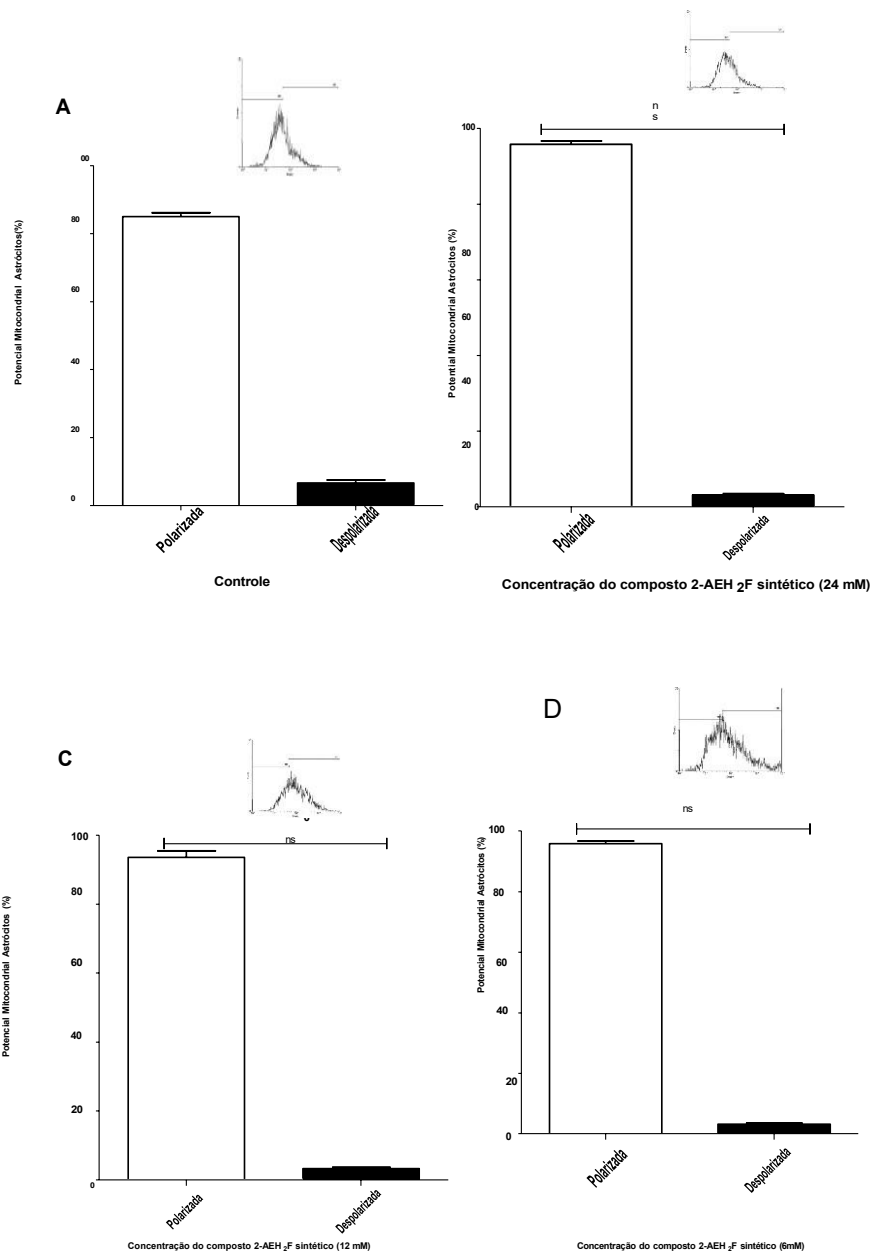 A
00
80
60
40
20
0
Potencial Mitocondrial Astrócitos(%)
Polarizada
Despolarizada
Controle
n
s
100
80
60
40
20
0
Potential Mitocondrial Astrócitos (%)
Polarizada
Despolarizada
Concentração do composto 2-AEH 2F sintético (24 mM)
C
ns
100
80
60
40
20
0
Potencial Mitocondrial Astrócitos (%)
Polarizada
Despolarizada
Concentração do composto 2-AEH 2F sintético (12 mM)
D
ns
100
80
60
40
20
0
Potencial Mitocondrial Astrócitos (%)
Polarizada
Despolarizada
Concentração do composto 2-AEH 2F sintético (6mM)